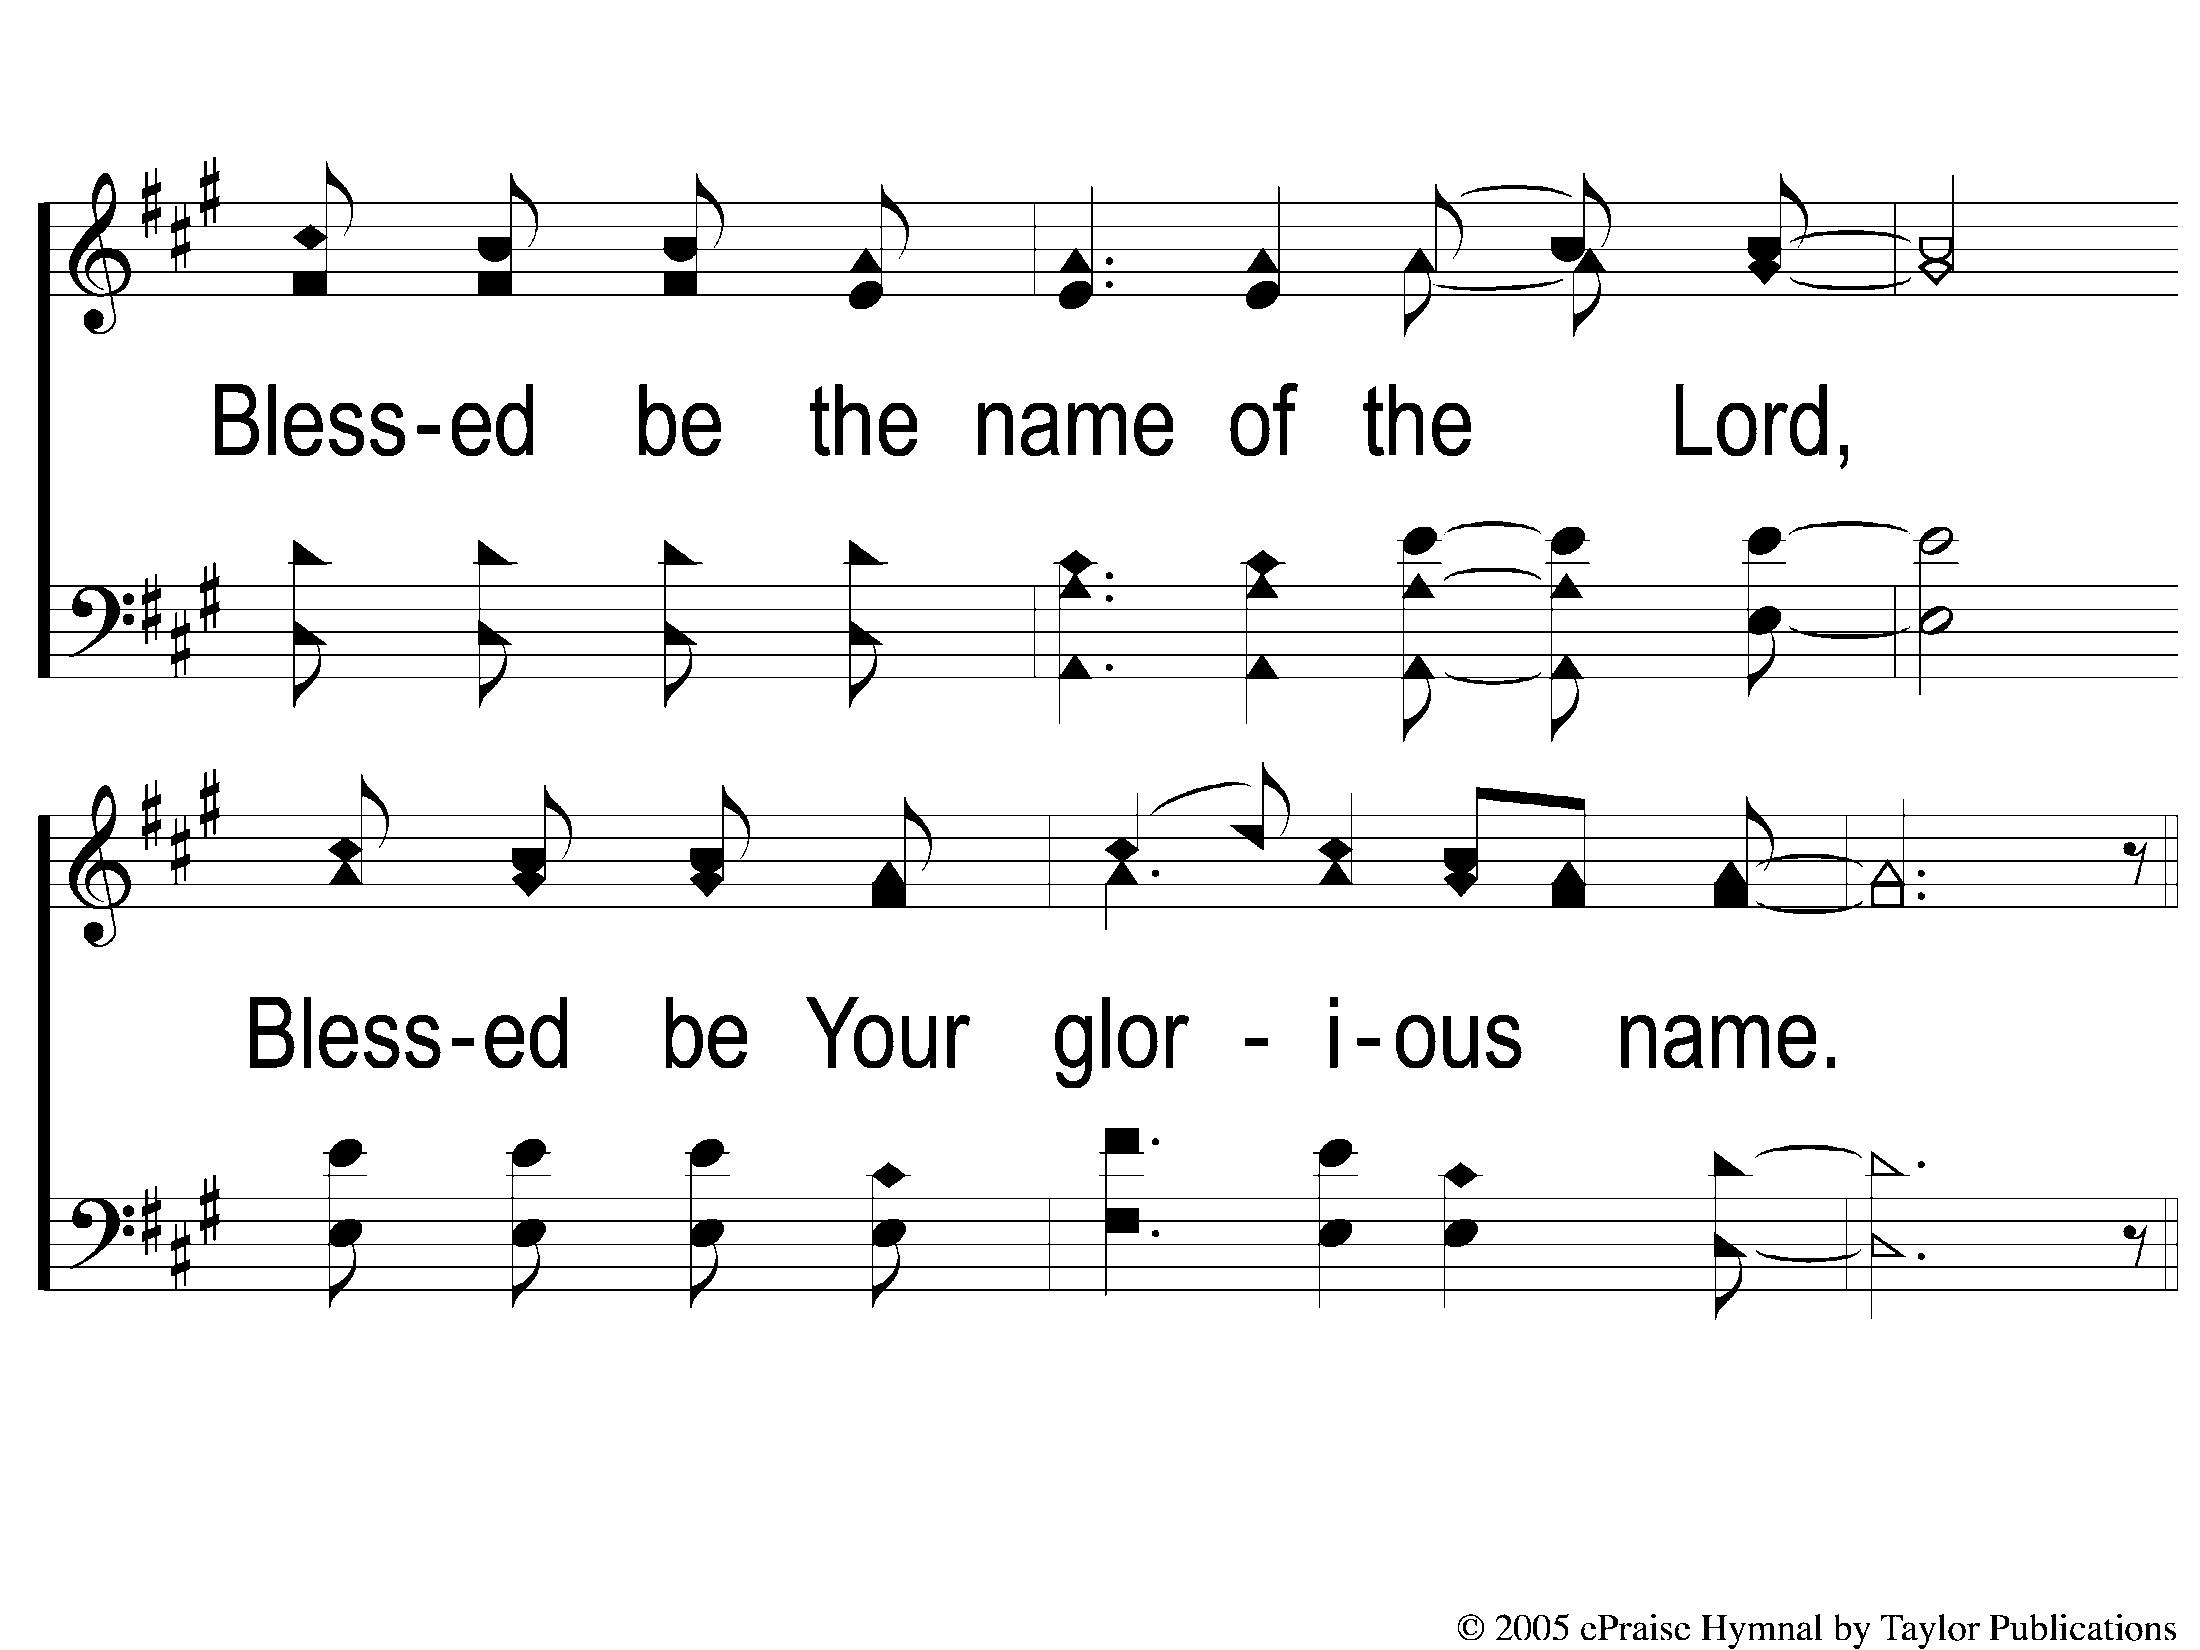 Bless-ed be the name of the Lord,
Bless-ed be Your glor - i-ous name.
© 2005 ePraise Hymnal by Taylor Publications